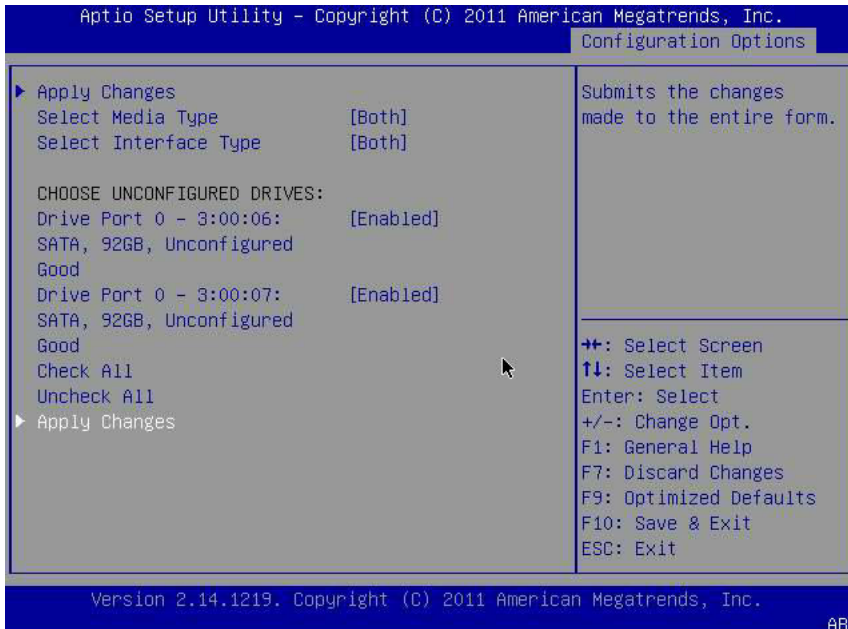 Aptio Setup Utility - Copyright (C) 2011 American Megatrends, Inc.
Configuration Options
Apply Changes
Select Media Type [Both]
Select Interface Type [Both]
CHOOSE UNCONFIGURED DRIVES:
Drive Port 0 - 3:00:06: [Enabled]
SATA, 92GB, Unconfigured
Good
Drive Port 0 - 3:00:07: [Enabled]
SATA, 92GB, Unconfigured
Good
Check All
Uncheck All
Apply Changes
Submits the changes
made to the entire form.
→←: Select Screen
↑↓: Select Item
Enter: Select
+/-: Change Opt.
F1: General Help
F7: Discard Changes
F9: Optimized Defaults
F10: Save & Exit
ESC: Exit
Version 2.14.1219. Copyright (C) 2011 American Megatrends, Inc.
AB